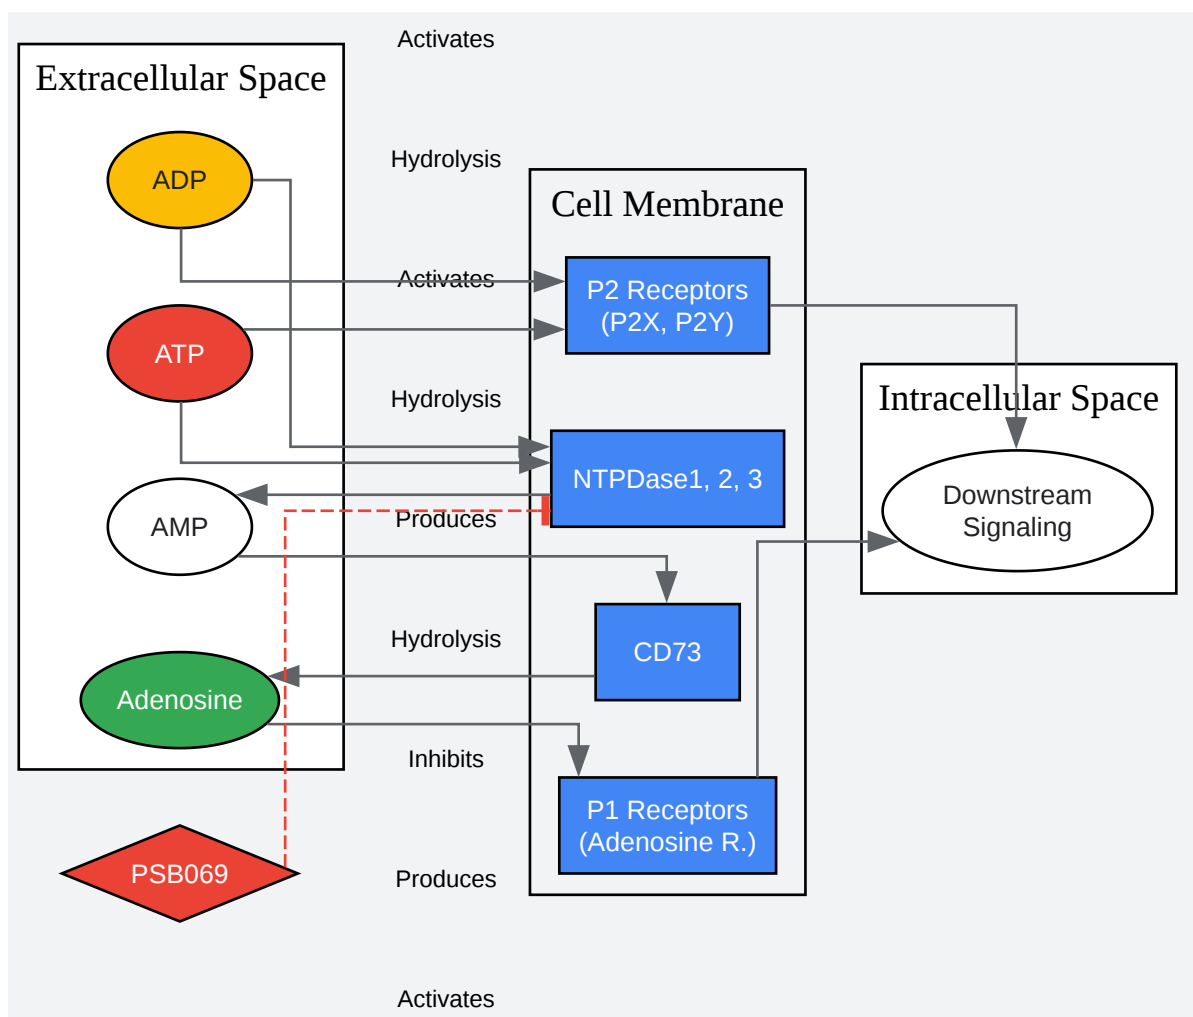 Activates
Extracellular Space
Hydrolysis
ADP
Cell Membrane
Activates
P2 Receptors
(P2X, P2Y)
ATP
Hydrolysis
Intracellular Space
NTPDase1, 2, 3
Downstream
Signaling
AMP
Produces
Hydrolysis
CD73
Adenosine
Inhibits
P1 Receptors
(Adenosine R.)
PSB069
Produces
Activates